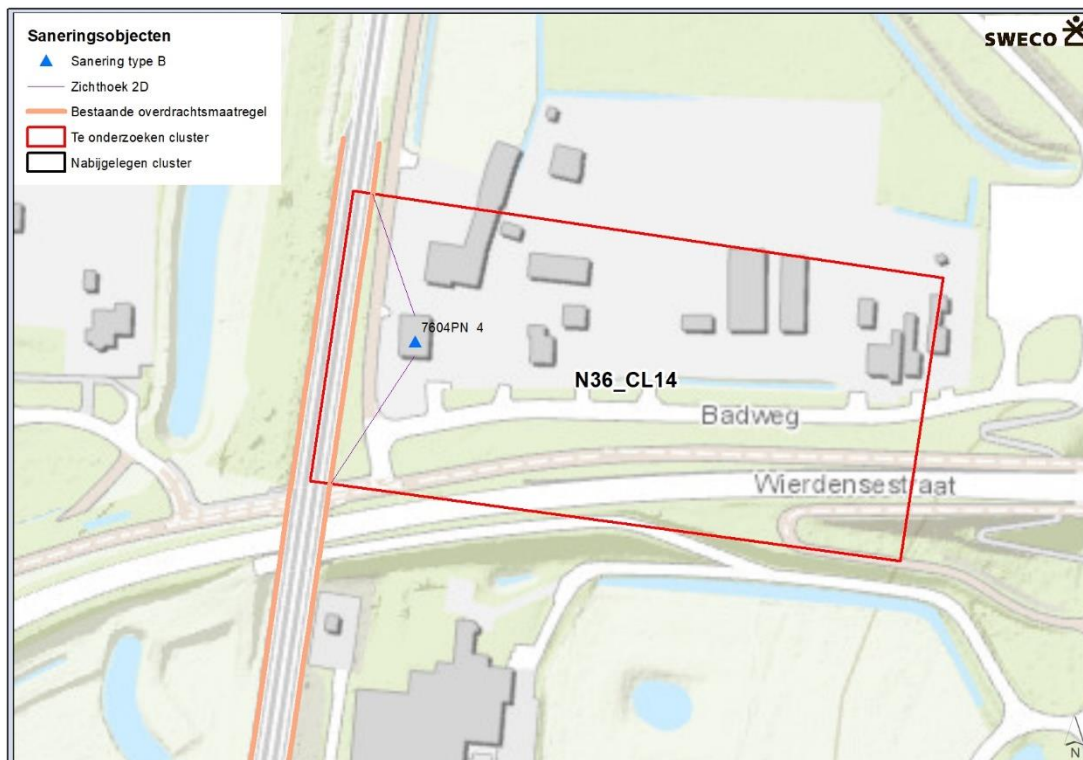 Saneringsobjecten
Sanering type B
Zichthoek 2D
Bestaande overdrachtsmaatregel
Te onderzoeken cluster
Nabijgelegen cluster
SWECO
7604PN 4
N36_CL14
Badweg
Wierdensestraat
N